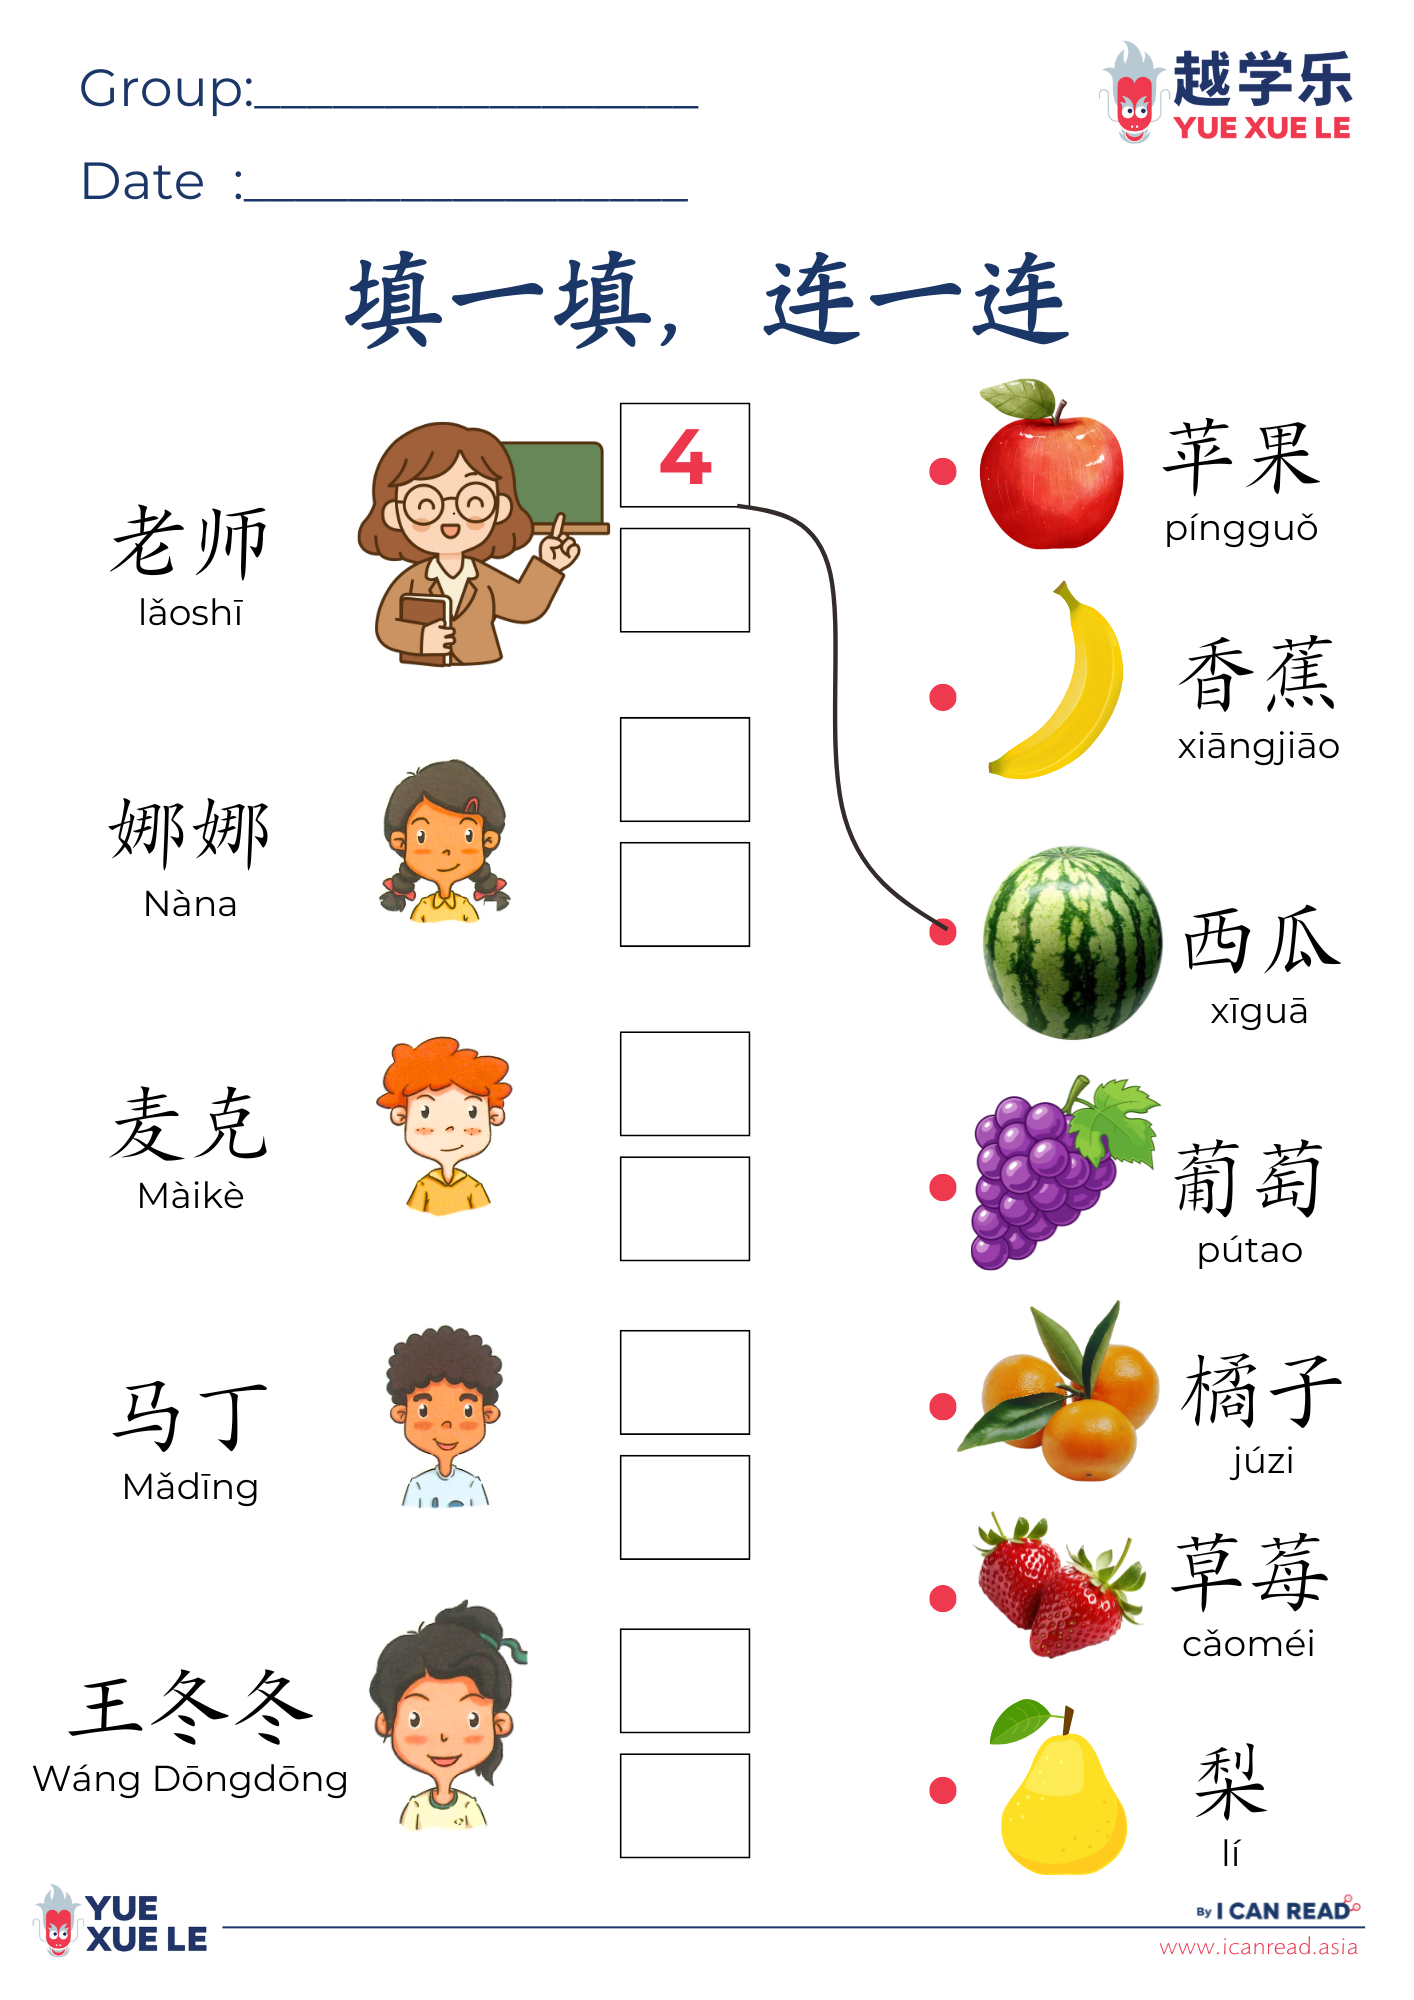 Group:_________________
越学乐
YUE XUE LE
Date :_________________
填一填，连一连
老师
lǎoshī
4
苹果
píngguǒ
香蕉
xiāngjiāo
娜娜
Nàna
西瓜
xīguā
麦克
Màikè
葡萄
pútao
马丁
Mǎdīng
橘子
júzi
草莓
cǎoméi
王冬冬
Wáng Dōngdōng
梨
lí
YUE
XUE LE
By I CAN READ
www.icanread.asia